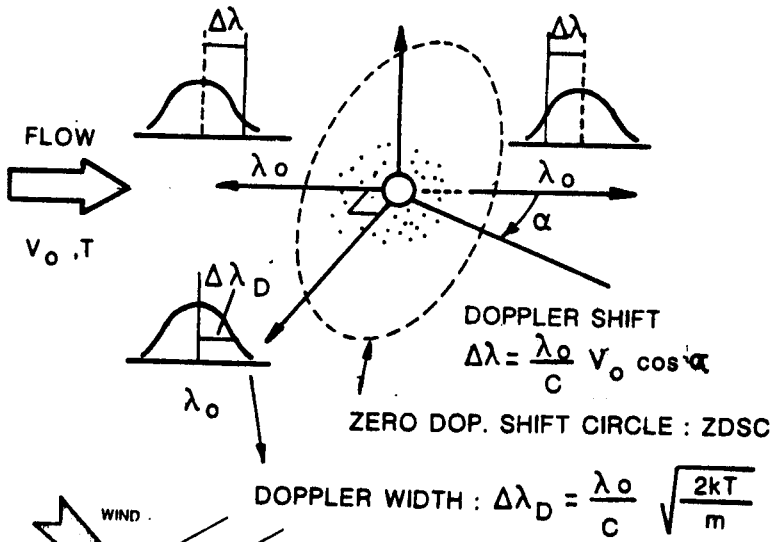 Δλ
Δλ
FLOW
λo
λo
α
Vo ,T
ΔλD
λo
DOPPLER SHIFT
Δλ = λo/C Vo cos α
ZERO DOP. SHIFT CIRCLE : ZDSC
DOPPLER WIDTH : ΔλD = λo/C √(2kT/m)
WIND